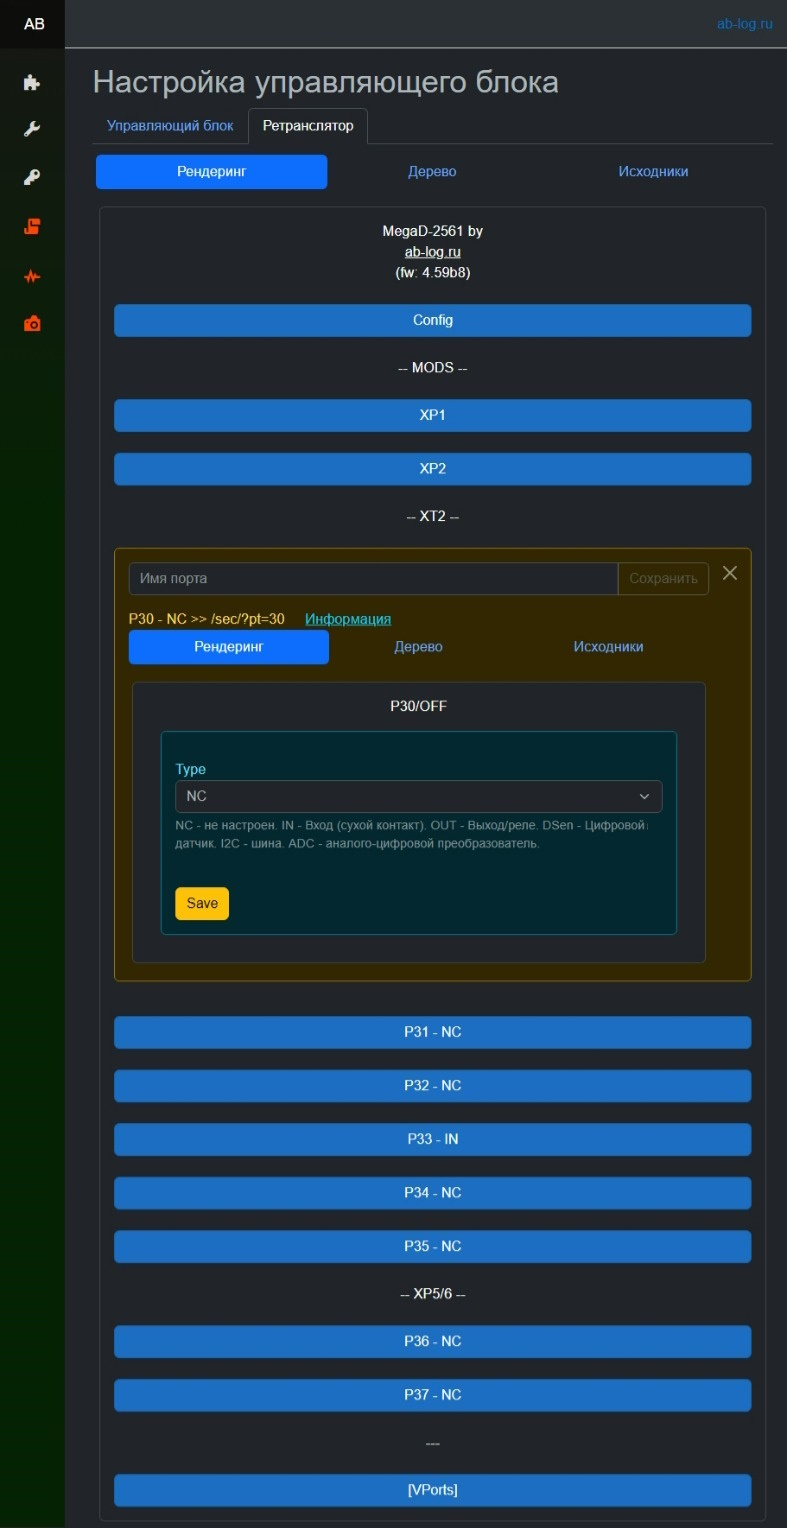 AB
ab-log.ru
Настройка управляющего блока
Управляющий блок
Ретранслятор
Рендеринг
Дерево
Исходники
MegaD-2561 by
ab-log.ru
(fw: 4.59b8)
Config
-- MODS --
XP1
XP2
-- XT2 --
Имя порта
Сохранить
P30 - NC >> /sec/?pt=30
Информация
Рендеринг
Дерево
Исходники
P30/OFF
Type
NC
NC - не настроен. IN - Вход (сухой контакт). OUT - Выход/реле. DSen - Цифровой
датчик. I2C - шина. ADC - аналого-цифровой преобразователь.
Save
P31 - NC
P32 - NC
P33 - IN
P34 - NC
P35 - NC
-- XP5/6 --
P36 - NC
P37 - NC
---
[VPorts]